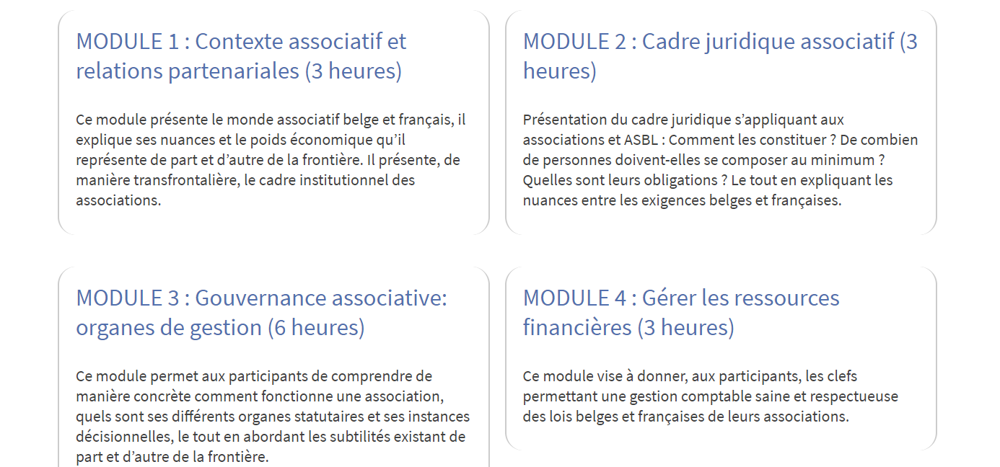 MODULE 1 : Contexte associatif et
relations partenariales (3 heures)
Ce module présente le monde associatif belge et français, il
explique ses nuances et le poids économique qu’il
représente de part et d’autre de la frontière. Il présente, de
manière transfrontalière, le cadre institutionnel des
associations.
MODULE 2 : Cadre juridique associatif (3
heures)
Présentation du cadre juridique s’appliquant aux
associations et ASBL : Comment les constituer ? De combien
de personnes doivent-elles se composer au minimum ?
Quelles sont leurs obligations ? Le tout en expliquant les
nuances entre les exigences belges et françaises.
MODULE 3 : Gouvernance associative:
organes de gestion (6 heures)
Ce module permet aux participants de comprendre de
manière concrète comment fonctionne une association,
quels sont ses différents organes statutaires et ses instances
décisionnelles, le tout en abordant les subtilités existant de
part et d’autre de la frontière.
MODULE 4 : Gérer les ressources
financières (3 heures)
Ce module vise à donner, aux participants, les clefs
permettant une gestion comptable saine et respectueuse
des lois belges et françaises de leurs associations.